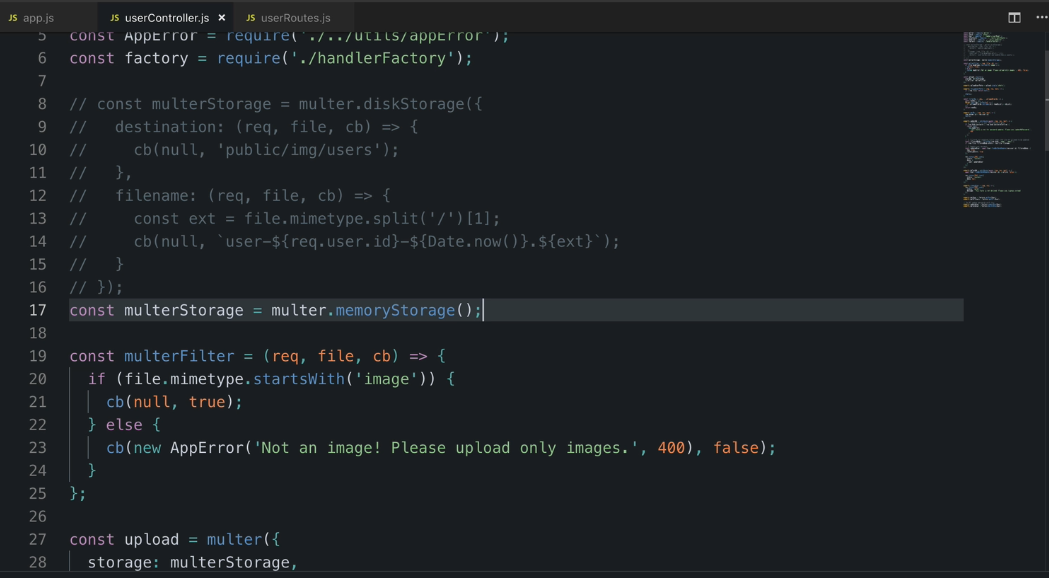 JS app.js JS userController.js × JS userRoutes.js ...
5 const AppError = require('./../utils/appError');
6 const factory = require('./handlerFactory');
7
8 // const multerStorage = multer.diskStorage({
9 //   destination: (req, file, cb) => {
10 //     cb(null, 'public/img/users');
11 //   },
12 //   filename: (req, file, cb) => {
13 //     const ext = file.mimetype.split('/')[1];
14 //     cb(null, `user-${req.user.id}-${Date.now()}.${ext}`);
15 //   }
16 // });
17 const multerStorage = multer.memoryStorage();
18
19 const multerFilter = (req, file, cb) => {
20   if (file.mimetype.startsWith('image')) {
21     cb(null, true);
22   } else {
23     cb(new AppError('Not an image! Please upload only images.', 400), false);
24   }
25 };
26
27 const upload = multer({
28   storage: multerStorage,